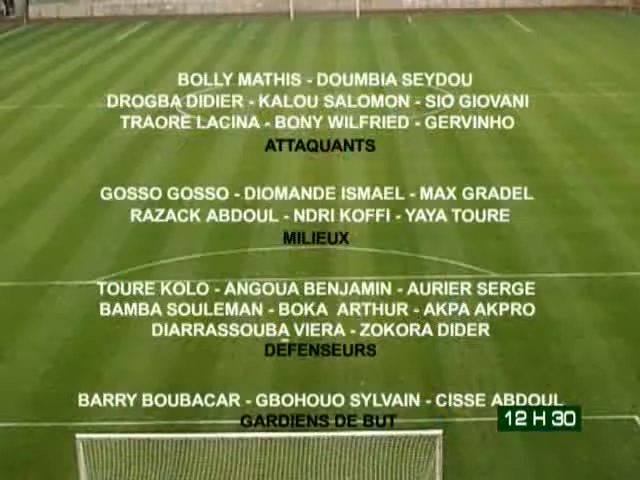 BOLLY MATHIS - DOUMBIA SEYDOU
DROGBA DIDIER - KALOU SALOMON - SIO GIOVANI
TRAORE LACINA - BONY WILFRIED - GERVINHO
ATTAQUANTS
GOSSO GOSSO - DIOMANDE ISMAEL - MAX GRADEL
RAZACK ABDOUL - NDRI KOFFI - YAYA TOURE
MILIEUX
TOURE KOLO - ANGOUA BENJAMIN - AURIER SERGE
BAMBA SOULEMAN - BOKA ARTHUR - AKPA AKPRO
DIARRASSOUBA VIERA - ZOKORA DIDER
DEFENSEURS
BARRY BOUBACAR - GBOHOUO SYLVAIN - CISSE ABDOUL
GARDIENS DE BUT
12 H 30